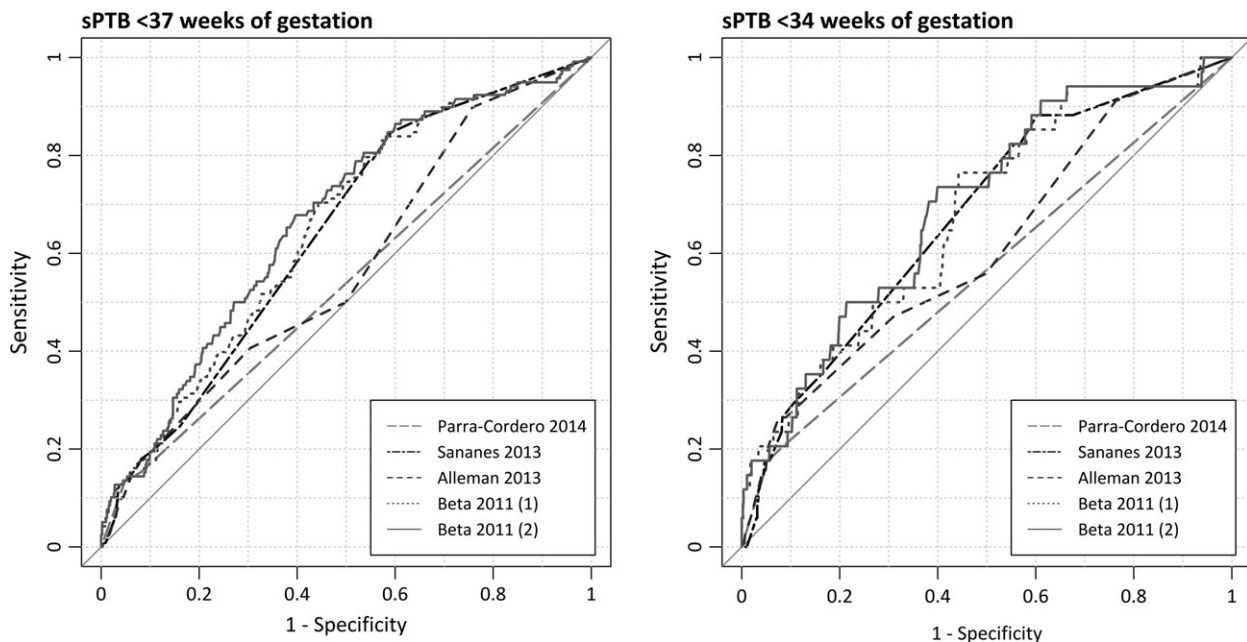 sPTB <37 weeks of gestation
Sensitivity
1
0.8
0.6
0.4
0.2
0
0 0.2 0.4 0.6 0.8 1
1 - Specificity
Parra-Cordero 2014
Sananes 2013
Alleman 2013
Beta 2011 (1)
Beta 2011 (2)
sPTB <34 weeks of gestation
Sensitivity
1
0.8
0.6
0.4
0.2
0
0 0.2 0.4 0.6 0.8 1
1 - Specificity
Parra-Cordero 2014
Sananes 2013
Alleman 2013
Beta 2011 (1)
Beta 2011 (2)